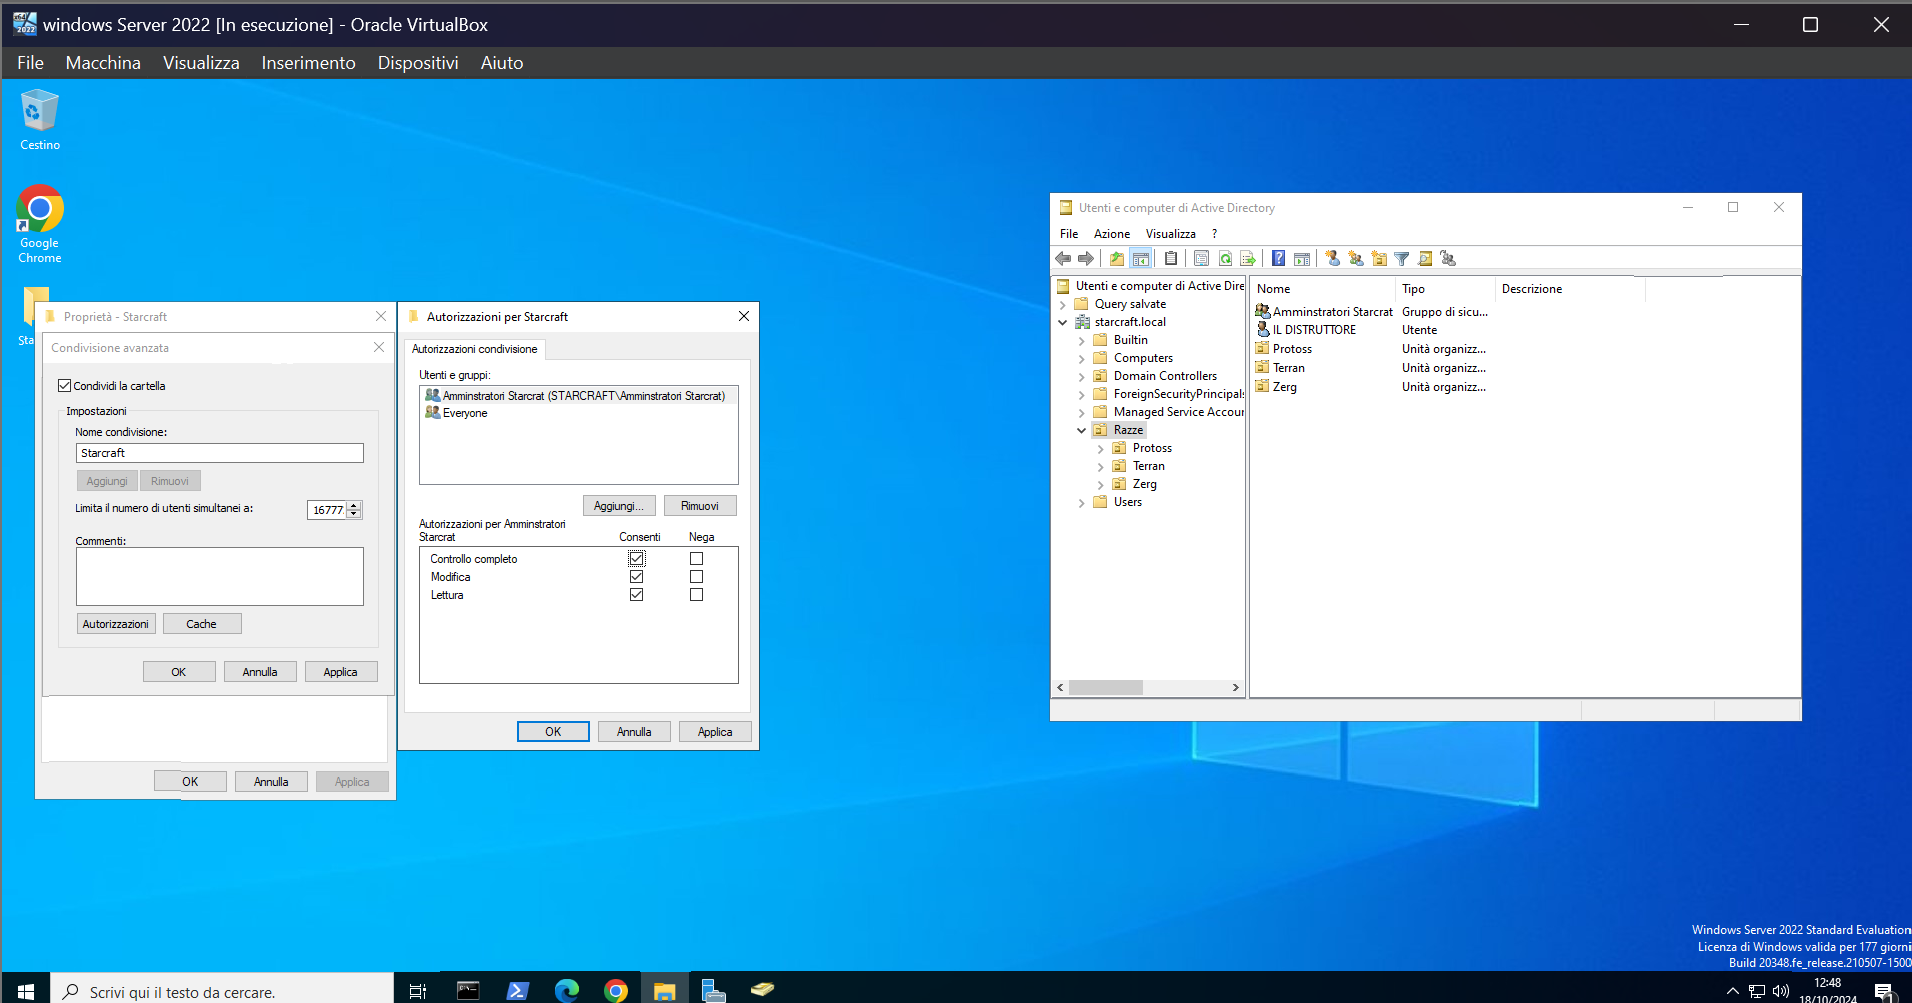 windows Server 2022 [In esecuzione] - Oracle VirtualBox
File Macchina Visualizza Inserimento Dispositivi Aiuto
Cestino
Google
Chrome
Sta
Proprietà - Starcraft
Condivisione avanzata
Condividi la cartella
Impostazioni
Nome condivisione:
Starcraft
Aggiungi Rimuovi
Limita il numero di utenti simultanei a: 16777
Commenti:
Autorizzazioni Cache
OK Annulla Applica
OK Annulla Applica
Autorizzazioni per Starcraft
Autorizzazioni condivisione
Utenti e gruppi:
Amminstratori Starcrat (STARCRAFT\Amminstratori Starcrat)
Everyone
Aggiungi... Rimuovi
Autorizzazioni per Amminstratori
Starcrat Consenti Nega
Controllo completo
Modifica
Lettura
OK Annulla Applica
Utenti e computer di Active Directory
File Azione Visualizza ?
Utenti e computer di Active Dire
Query salvate
starcraft.local
Builtin
Computers
Domain Controllers
ForeignSecurityPrincipals
Managed Service Accour
Razze
Protoss
Terran
Zerg
Users
Nome Tipo Descrizione
Amminstratori Starcrat Gruppo di sicu...
IL DISTRUTTORE Utente
Protoss Unità organizz...
Terran Unità organizz...
Zerg Unità organizz...
Windows Server 2022 Standard Evaluation
Licenza di Windows valida per 177 giorni
Build 20348.fe_release.210507-1500
Scrivi qui il testo da cercare.
12:48
18/10/2024
1